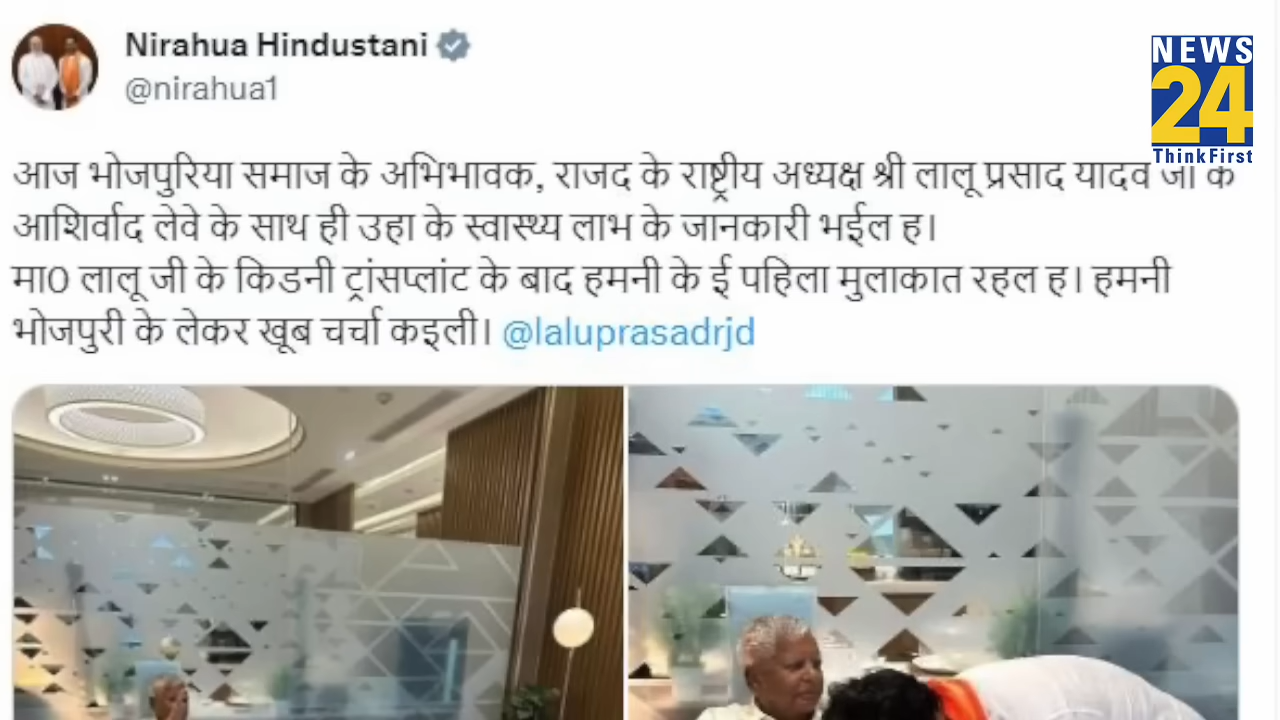 Nirahua Hindustani
@nirahua1
NEWS
24
ThinkFirst
आज भोजपुरिया समाज के अभिभावक, राजद के राष्ट्रीय अध्यक्ष श्री लालू प्रसाद यादव जी के
आशिर्वाद लेवे के साथ ही उहा के स्वास्थ्य लाभ के जानकारी भईल ह।
मा0 लालू जी के किडनी ट्रांसप्लांट के बाद हमनी के ई पहिला मुलाकात रहल ह। हमनी
भोजपुरी के लेकर खूब चर्चा कइली। @laluprasadrjd